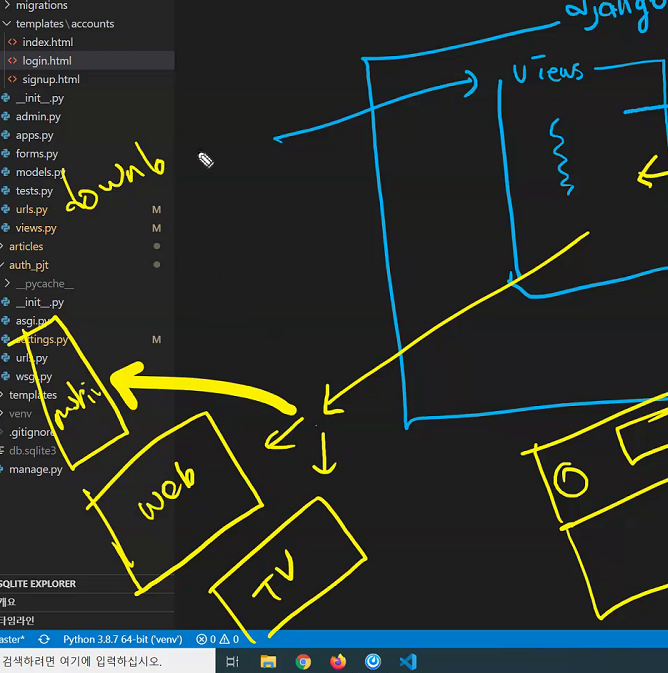 migrations
templates\accounts
index.html
login.html
signup.html
__init__.py
admin.py
apps.py
forms.py
models.py
tests.py
urls.py M
views.py M
articles
auth_pjt
__pycache__
__init__.py
asgi.py
settings.py M
urls.py
wsgi.py
templates
venv
.gitignore
db.sqlite3
manage.py
django
views
web
TV
SQLITE EXPLORER
개요
타임라인
aster* Python 3.8.7 64-bit ('venv') 0 0
검색하려면 여기에 입력하십시오.